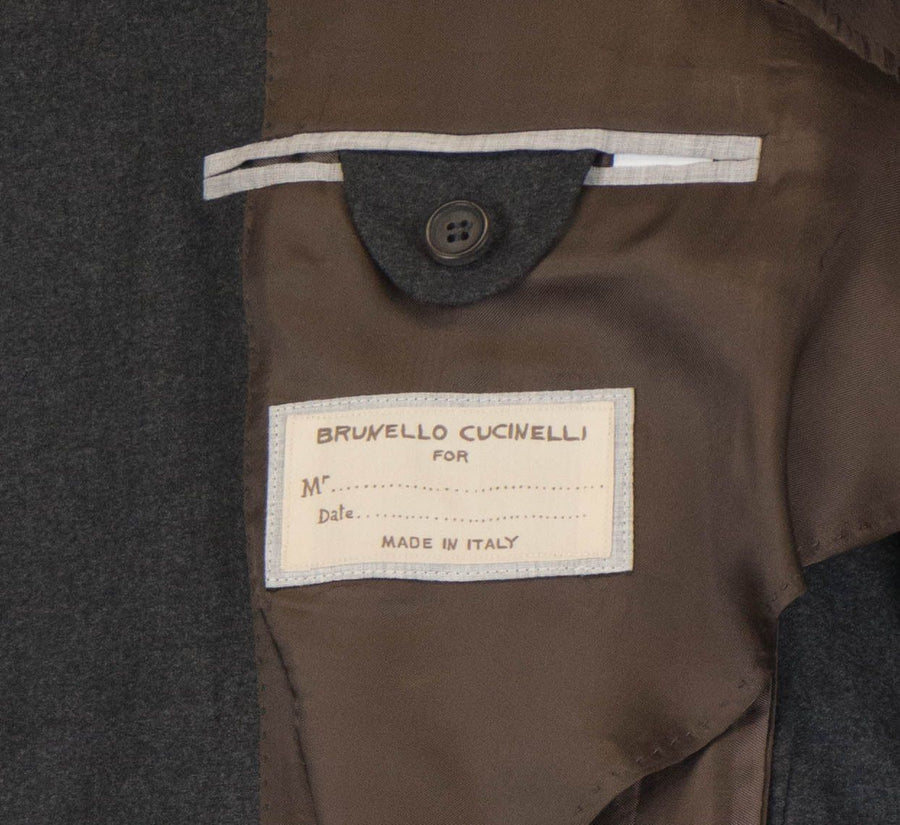 BRUNELLO CUCINELLI
FOR
Mr................................................
Date........................................
MADE IN ITALY